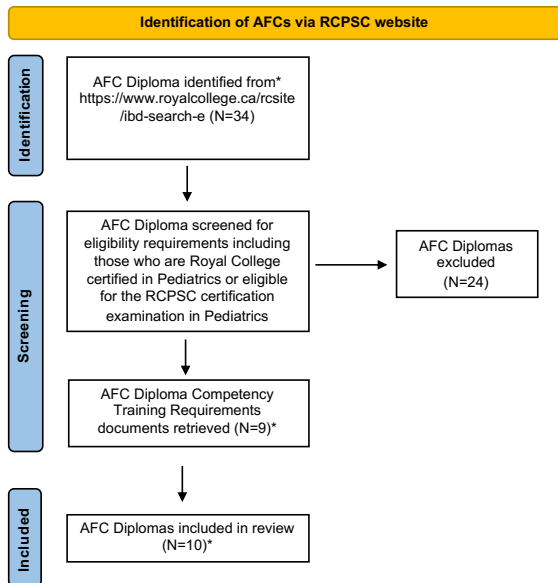 Identification of AFCs via RCPSC website
Identification
AFC Diploma identified from*
https://www.royalcollege.ca/rcsite
/ibd-search-e (N=34)
Screening
AFC Diploma screened for
eligibility requirements including
those who are Royal College
certified in Pediatrics or eligible
for the RCPSC certification
examination in Pediatrics
AFC Diplomas
excluded
(N=24)
AFC Diploma Competency
Training Requirements
documents retrieved (N=9)*
Included
AFC Diplomas included in review
(N=10)*